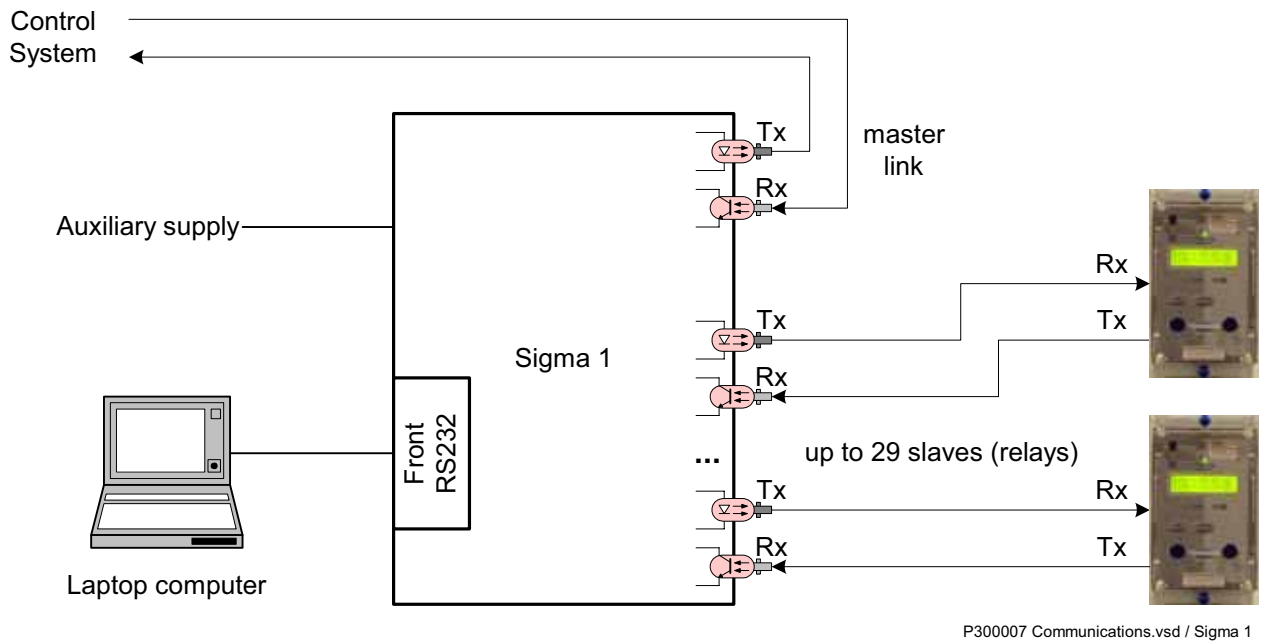 Control
System
Tx
master
link
Rx
Auxiliary supply
Rx
Tx
Tx
Sigma 1
Rx
Front
RS232
...
up to 29 slaves (relays)
Tx
Rx
Rx
Tx
Laptop computer
P300007 Communications.vsd / Sigma 1